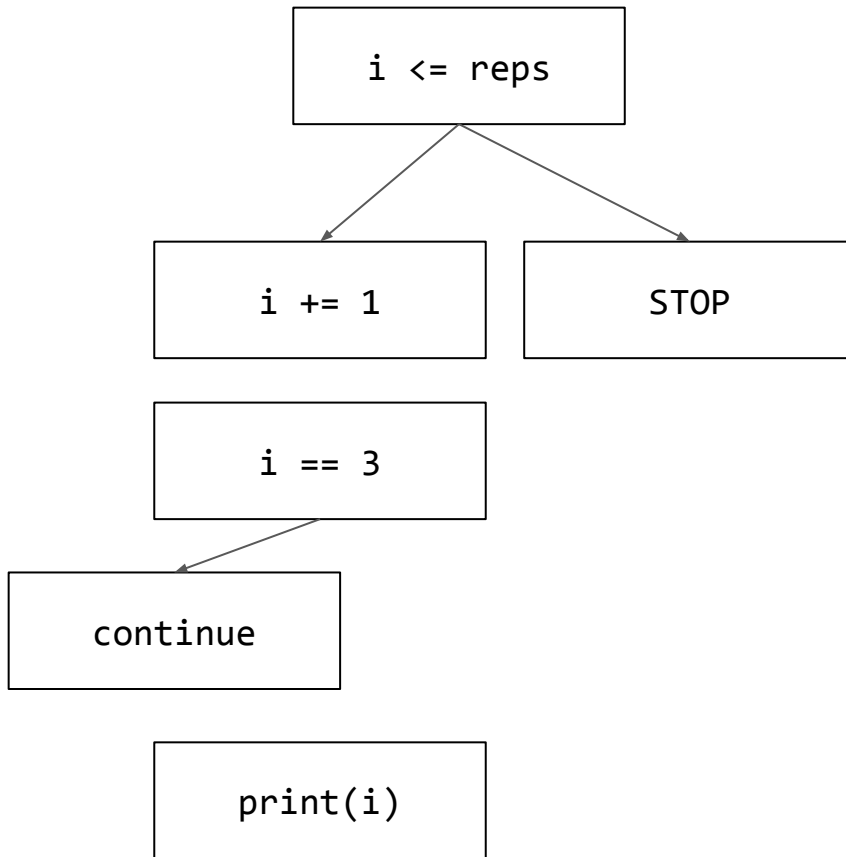 i <= reps
i += 1
STOP
i == 3
continue
print(i)